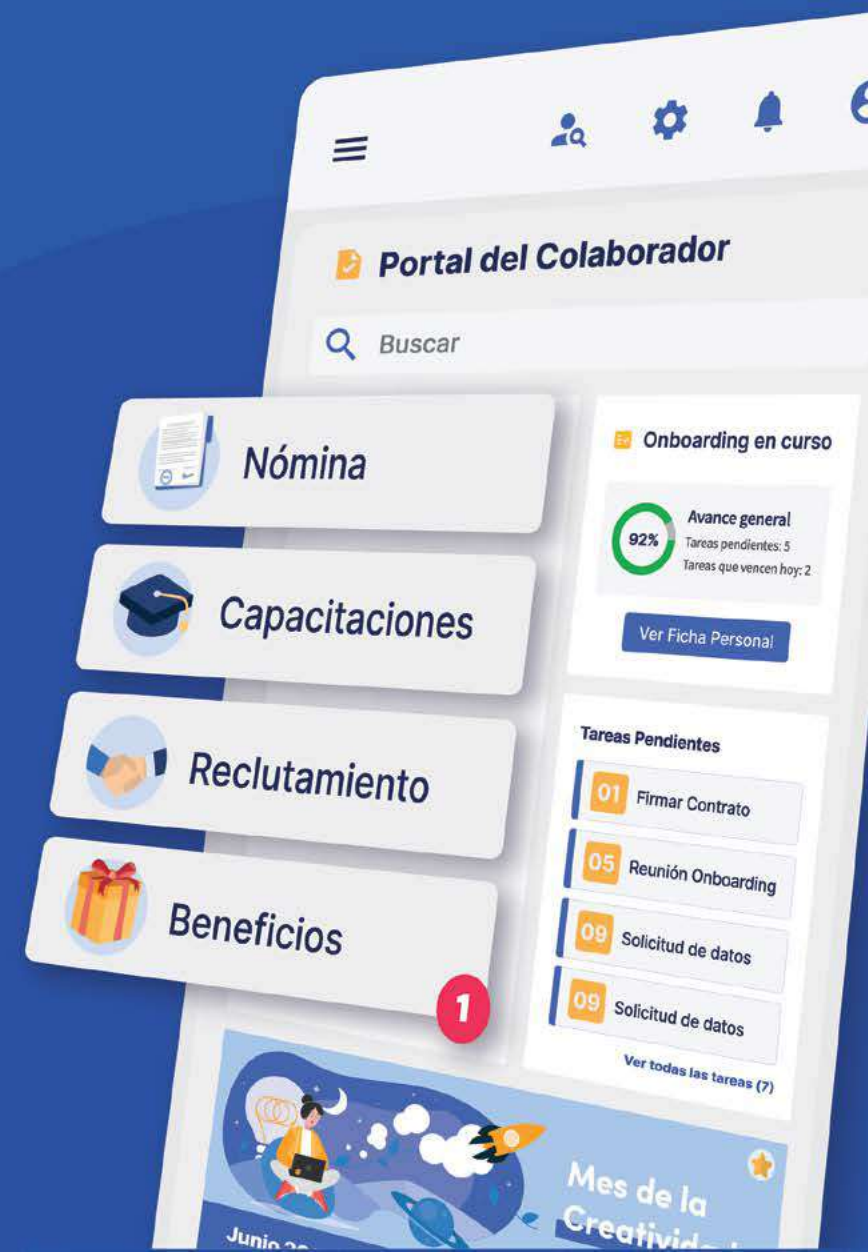 Portal del Colaborador
Buscar
Nómina
Capacitaciones
Reclutamiento
Beneficios
1
Onboarding en curso
92%
Avance general
Tareas pendientes: 5
Tareas que vencen hoy: 2
Ver Ficha Personal
Tareas Pendientes
01 Firmar Contrato
05 Reunión Onboarding
09 Solicitud de datos
09 Solicitud de datos
Ver todas las tareas (7)
Mes de la
Junio